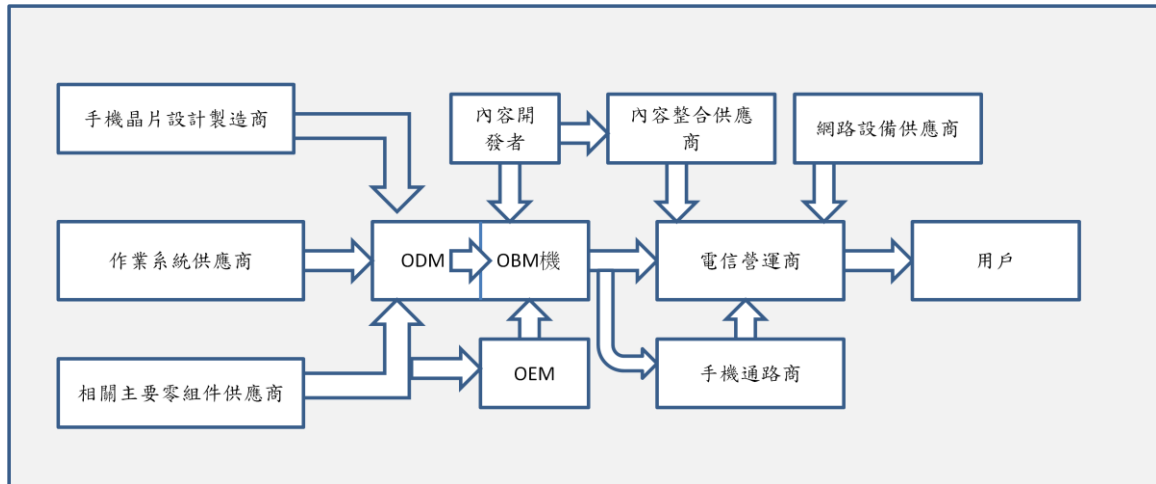 手機晶片設計製造商
內容開
發者
內容整合供應
商
網路設備供應商
作業系統供應商
ODM
OBM機
電信營運商
用戶
相關主要零組件供應商
OEM
手機通路商